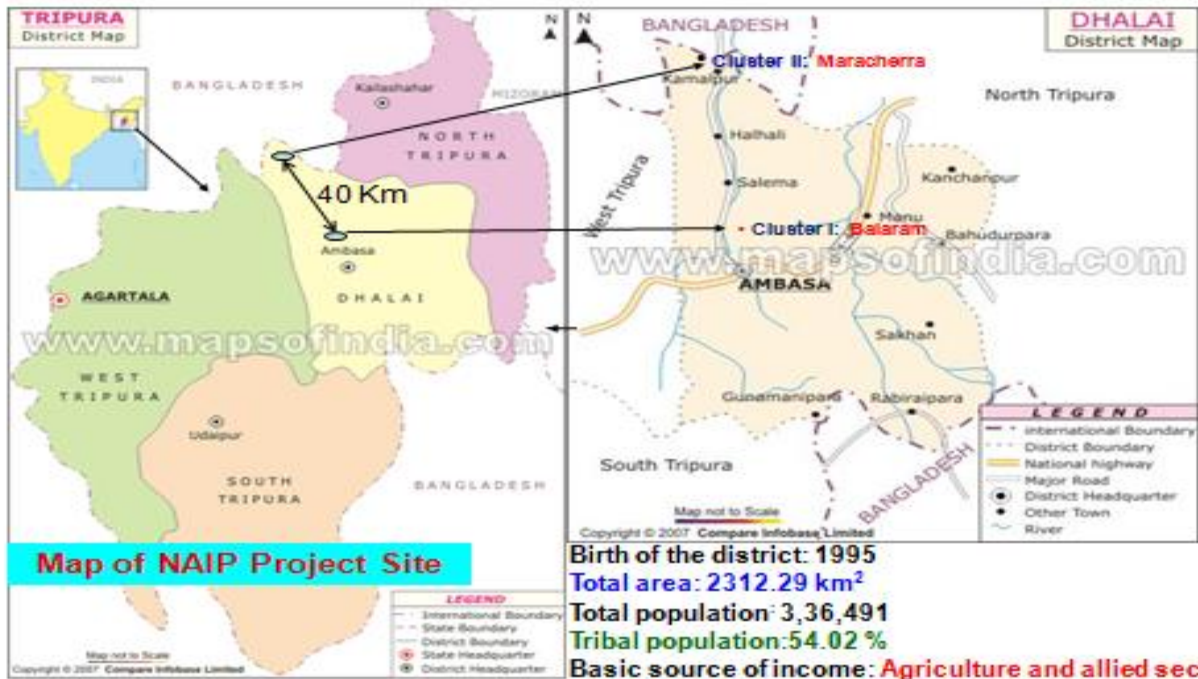 TRIPURA
District Map
N
INDIA
BANGLADESH
MIZORAM
Kailashahar
NORTH
TRIPURA
40 Km
Ambasa
DHALAI
AGARTALA
www.mapsofindia.com
WEST
TRIPURA
Udaipur
SOUTH
TRIPURA
BANGLADESH
Map of NAIP Project Site
LEGEND
International Boundary
State Boundary
District Boundary
State Headquarter
District Headquarter
Map not to Scale
Copyright © 2007 Compare Infobase Limited
DHALAI
District Map
N
BANGLADESH
Cluster II: Maracherra
Kamalpur
North Tripura
Halhali
Kanchanpur
Salema
West Tripura
Manu
Cluster I: Balaram
Bahudurpara
www.mapsofindia.com
AMBASA
Sakhan
Gunamanipara
Rabiraipara
South Tripura
BANGLADESH
LEGEND
International Boundary
District Boundary
National highway
Major Road
District Headquarter
Other Town
River
Map not to Scale
Copyright © 2007 Compare Infobase Limited
Birth of the district: 1995
Total area: 2312.29 km²
Total population: 3,36,491
Tribal population:54.02 %
Basic source of income: Agriculture and allied sec